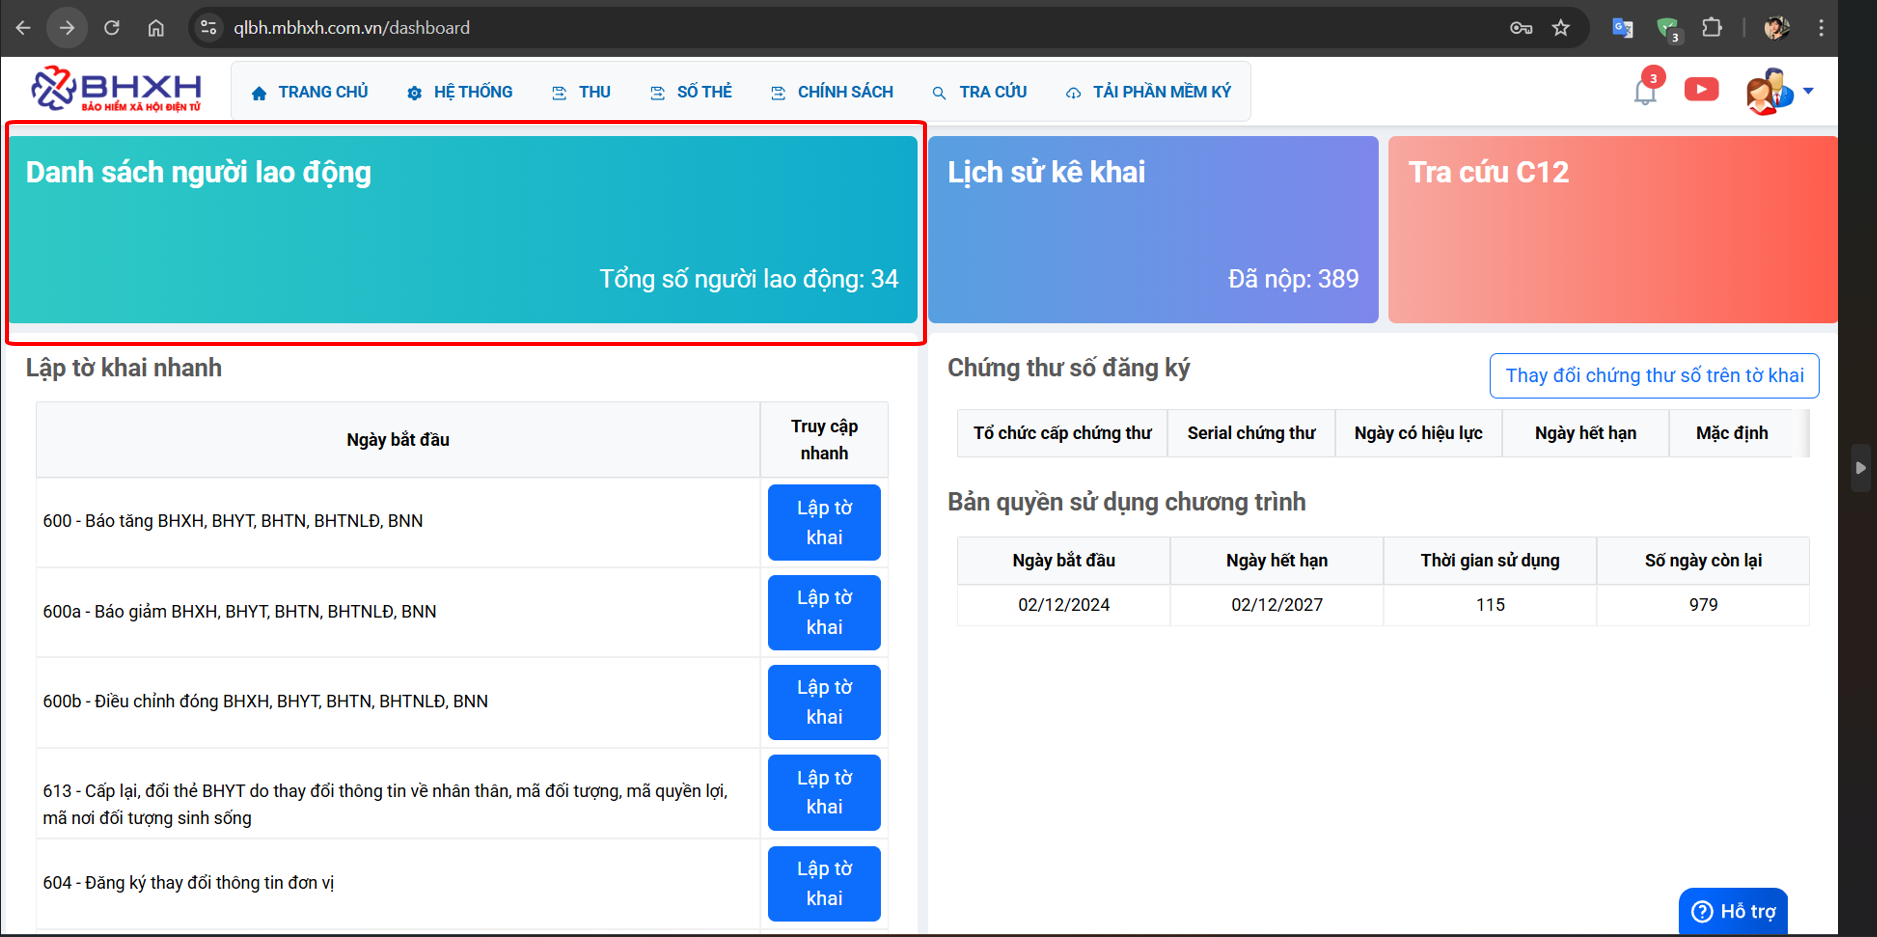 qlbh.mbhxh.com.vn/dashboard
3
BHXH
BẢO HIỂM XÃ HỘI ĐIỆN TỬ
TRANG CHỦ
HỆ THỐNG
THU
SỔ THẺ
CHÍNH SÁCH
TRA CỨU
TẢI PHẦN MỀM KÝ
3
Danh sách người lao động
Tổng số người lao động: 34
Lịch sử kê khai
Đã nộp: 389
Tra cứu C12
Lập tờ khai nhanh
Ngày bắt đầu
Truy cập
nhanh
600 - Báo tăng BHXH, BHYT, BHTN, BHTNLĐ, BNN
Lập tờ
khai
600a - Báo giảm BHXH, BHYT, BHTN, BHTNLĐ, BNN
Lập tờ
khai
600b - Điều chỉnh đóng BHXH, BHYT, BHTN, BHTNLĐ, BNN
Lập tờ
khai
613 - Cấp lại, đổi thẻ BHYT do thay đổi thông tin về nhân thân, mã đối tượng, mã quyền lợi,
mã nơi đối tượng sinh sống
Lập tờ
khai
604 - Đăng ký thay đổi thông tin đơn vị
Lập tờ
khai
Chứng thư số đăng ký
Thay đổi chứng thư số trên tờ khai
Tổ chức cấp chứng thư
Serial chứng thư
Ngày có hiệu lực
Ngày hết hạn
Mặc định
Bản quyền sử dụng chương trình
Ngày bắt đầu
Ngày hết hạn
Thời gian sử dụng
Số ngày còn lại
02/12/2024
02/12/2027
115
979
Hỗ trợ